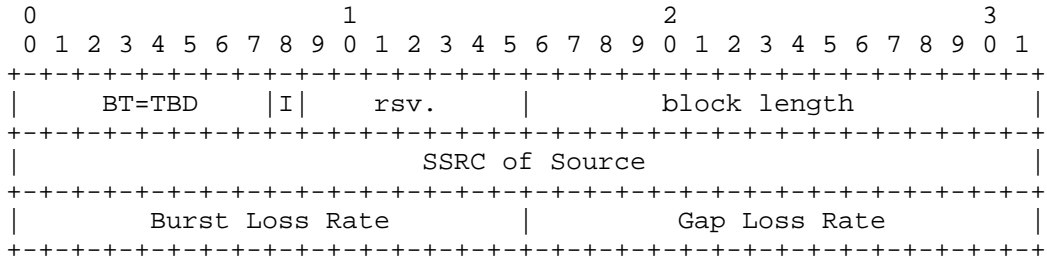 0                   1                   2                   3
 0 1 2 3 4 5 6 7 8 9 0 1 2 3 4 5 6 7 8 9 0 1 2 3 4 5 6 7 8 9 0 1
+-+-+-+-+-+-+-+-+-+-+-+-+-+-+-+-+-+-+-+-+-+-+-+-+-+-+-+-+-+-+-+-+
|     BT=TBD    |I|    rsv.     |        block length           |
+-+-+-+-+-+-+-+-+-+-+-+-+-+-+-+-+-+-+-+-+-+-+-+-+-+-+-+-+-+-+-+-+
|                         SSRC of Source                        |
+-+-+-+-+-+-+-+-+-+-+-+-+-+-+-+-+-+-+-+-+-+-+-+-+-+-+-+-+-+-+-+-+
|        Burst Loss Rate        |         Gap Loss Rate         |
+-+-+-+-+-+-+-+-+-+-+-+-+-+-+-+-+-+-+-+-+-+-+-+-+-+-+-+-+-+-+-+-+